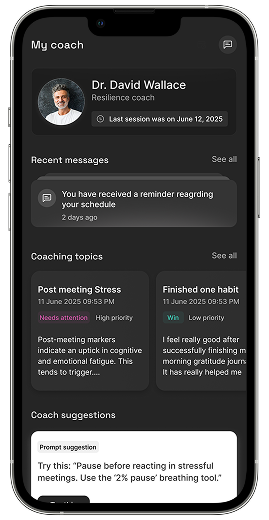 My coach
Dr. David Wallace
Resilience coach
Last session was on June 12, 2025
Recent messages
See all
You have received a reminder reagrding
your schedule
2 days ago
Coaching topics
See all
Post meeting Stress
11 June 2025 09:53 PM
Needs attention
High priority
Post-meeting markers
indicate an uptick in cognitive
and emotional fatigue. This
tends to trigger....
Finished one habit
11 June 2025 09:53 PM
Win
Low priority
I feel really good after
successfully finishing m
morning gratitude journ
It has really helped me
Coach suggestions
Prompt suggestion
Try this: “Pause before reacting in stressful
meetings. Use the ‘2% pause’ breathing tool.”